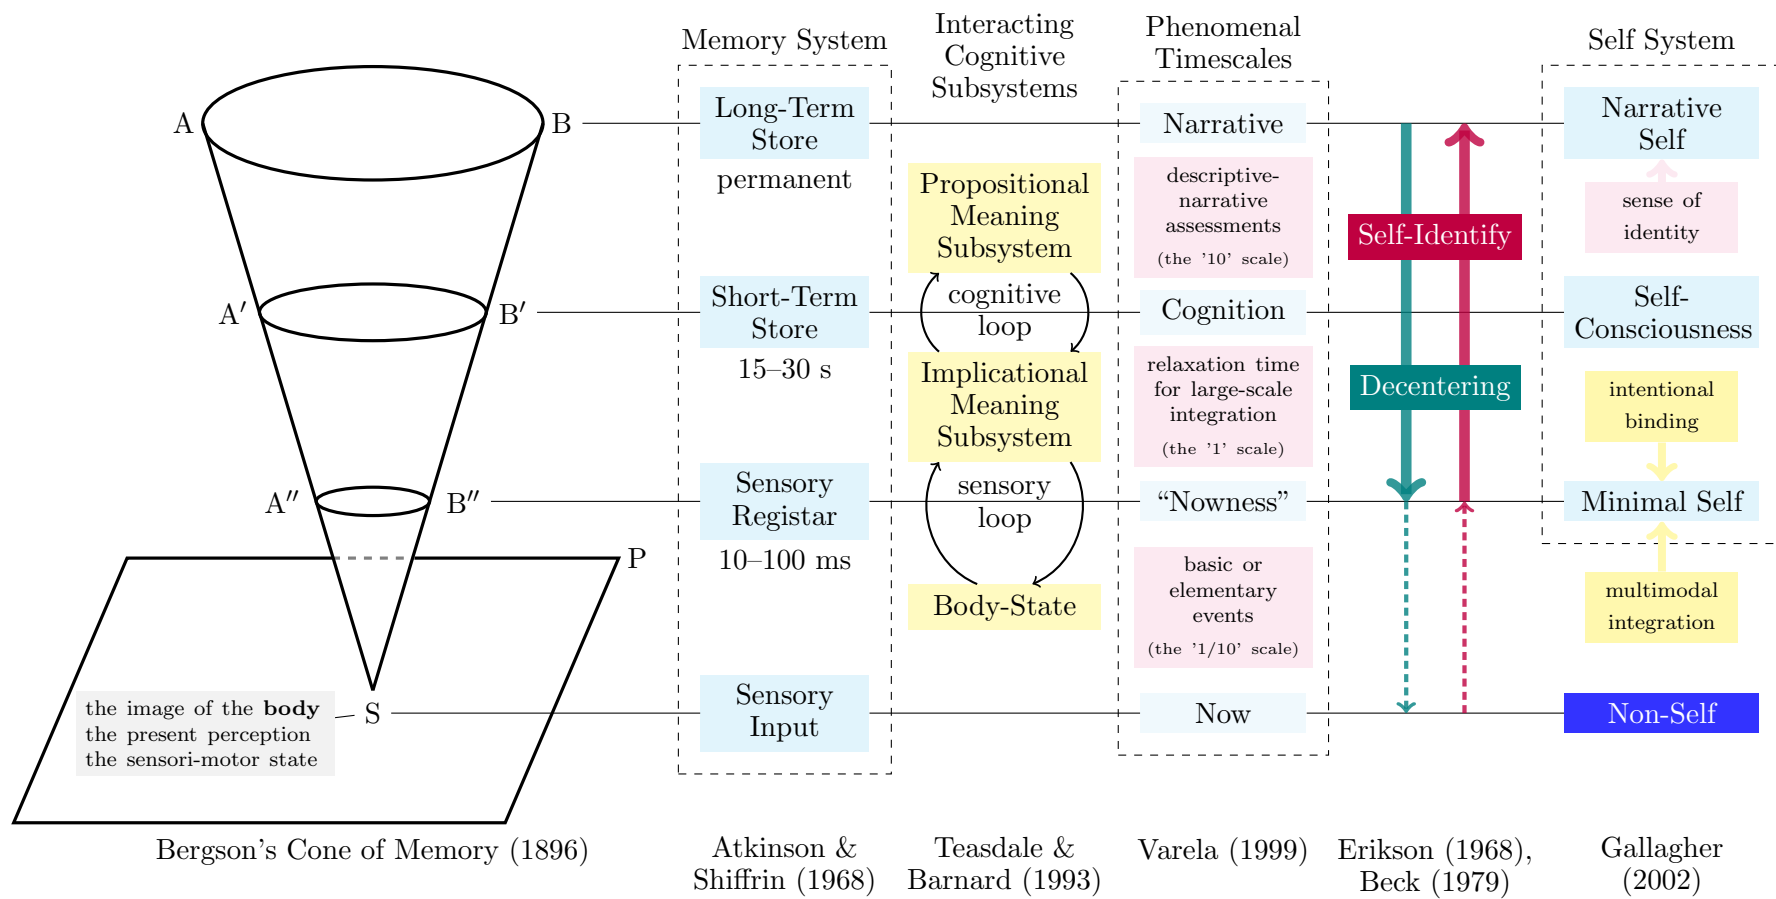 Memory System
Interacting
Cognitive
Subsystems
Phenomenal
Timescales
Self System
A
B
Long-Term
Store
permanent
Narrative
Narrative
Self
Propositional
Meaning
Subsystem
descriptive-
narrative
assessments
(the '10' scale)
Self-Identify
sense of
identity
A′
B′
Short-Term
Store
15–30 s
cognitive
loop
Cognition
Self-
Consciousness
Implicational
Meaning
Subsystem
relaxation time
for large-scale
integration
(the '1' scale)
Decentering
intentional
binding
A′′
B′′
Sensory
Registar
10–100 ms
sensory
loop
“Nowness”
Minimal Self
P
Body-State
basic or
elementary
events
(the '1/10' scale)
multimodal
integration
the image of the body
the present perception
the sensori-motor state
S
Sensory
Input
Now
Non-Self
Bergson's Cone of Memory (1896)
Atkinson &
Shiffrin (1968)
Teasdale &
Barnard (1993)
Varela (1999)
Erikson (1968),
Beck (1979)
Gallagher
(2002)